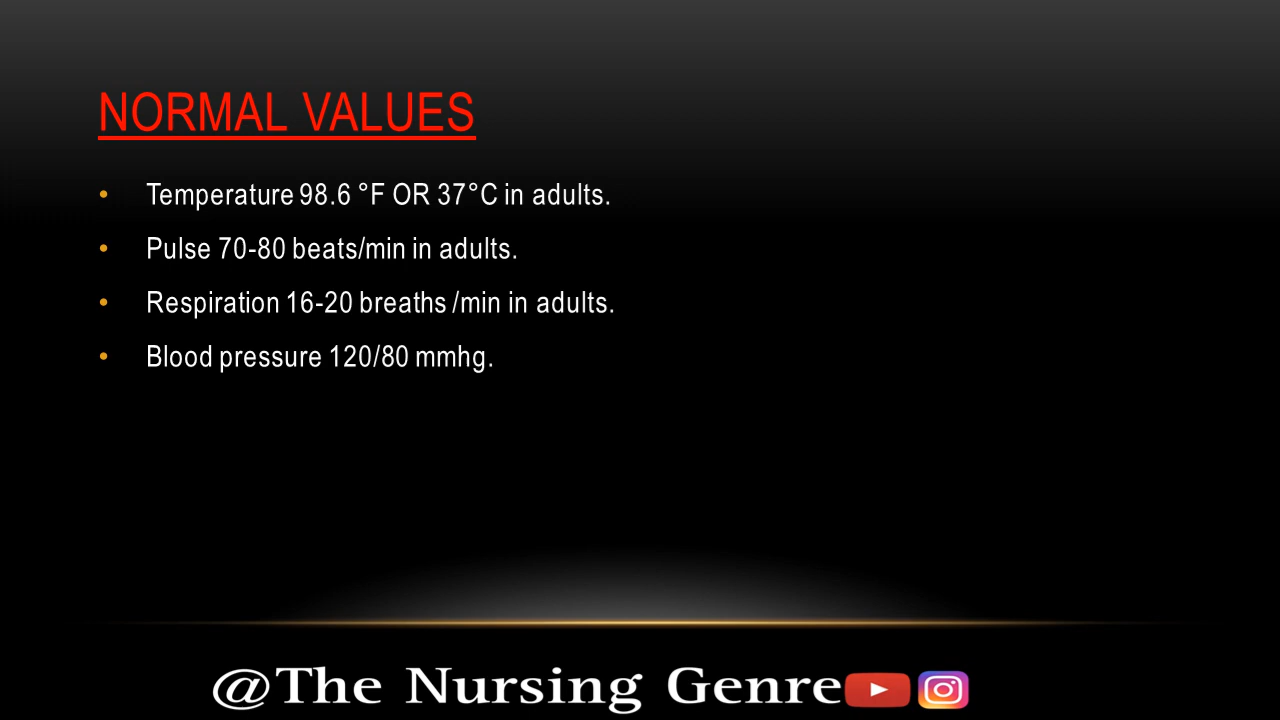 NORMAL VALUES
• Temperature 98.6 °F OR 37°C in adults.
• Pulse 70-80 beats/min in adults.
• Respiration 16-20 breaths /min in adults.
• Blood pressure 120/80 mmhg.
@The Nursing Genre